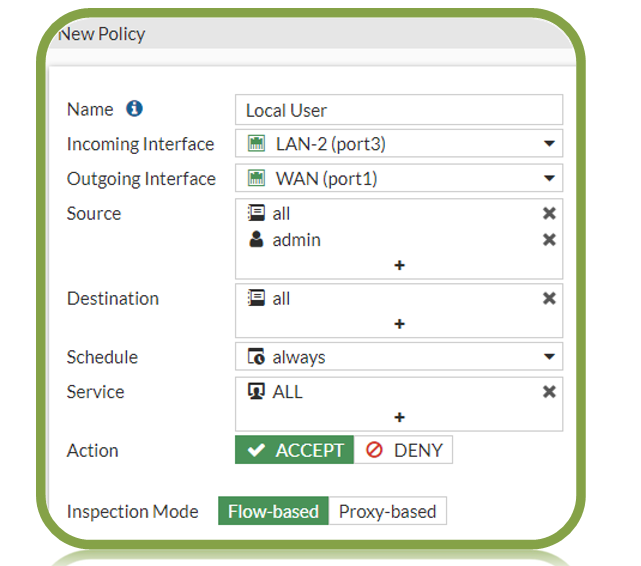 New Policy
Name Local User
Incoming Interface LAN-2 (port3)
Outgoing Interface WAN (port1)
Source all
admin
+
Destination all
+
Schedule always
Service ALL
+
Action ACCEPT DENY
Inspection Mode Flow-based Proxy-based